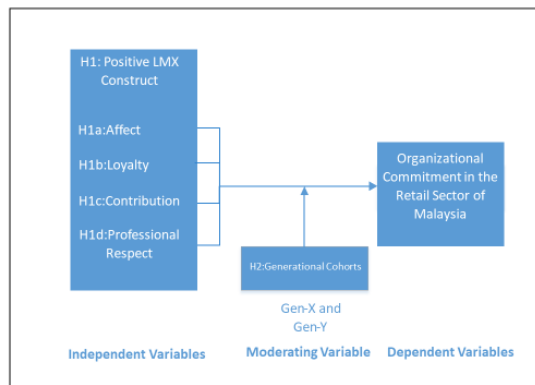 H1: Positive LMX
Construct
H1a:Affect
H1b:Loyalty
H1c:Contribution
H1d:Professional
Respect
Organizational
Commitment in the
Retail Sector of
Malaysia
H2:Generational Cohorts
Gen-X and
Gen-Y
Independent Variables
Moderating Variable
Dependent Variables